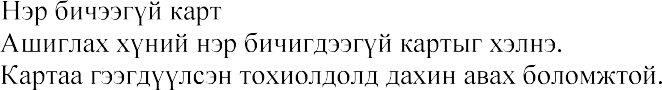 Нэр бичээгүй карт
Ашиглах хүний нэр бичигдээгүй картыг хэлнэ.
Картаа гээгдүүлсэн тохиолдолд дахин авах боломжтой.